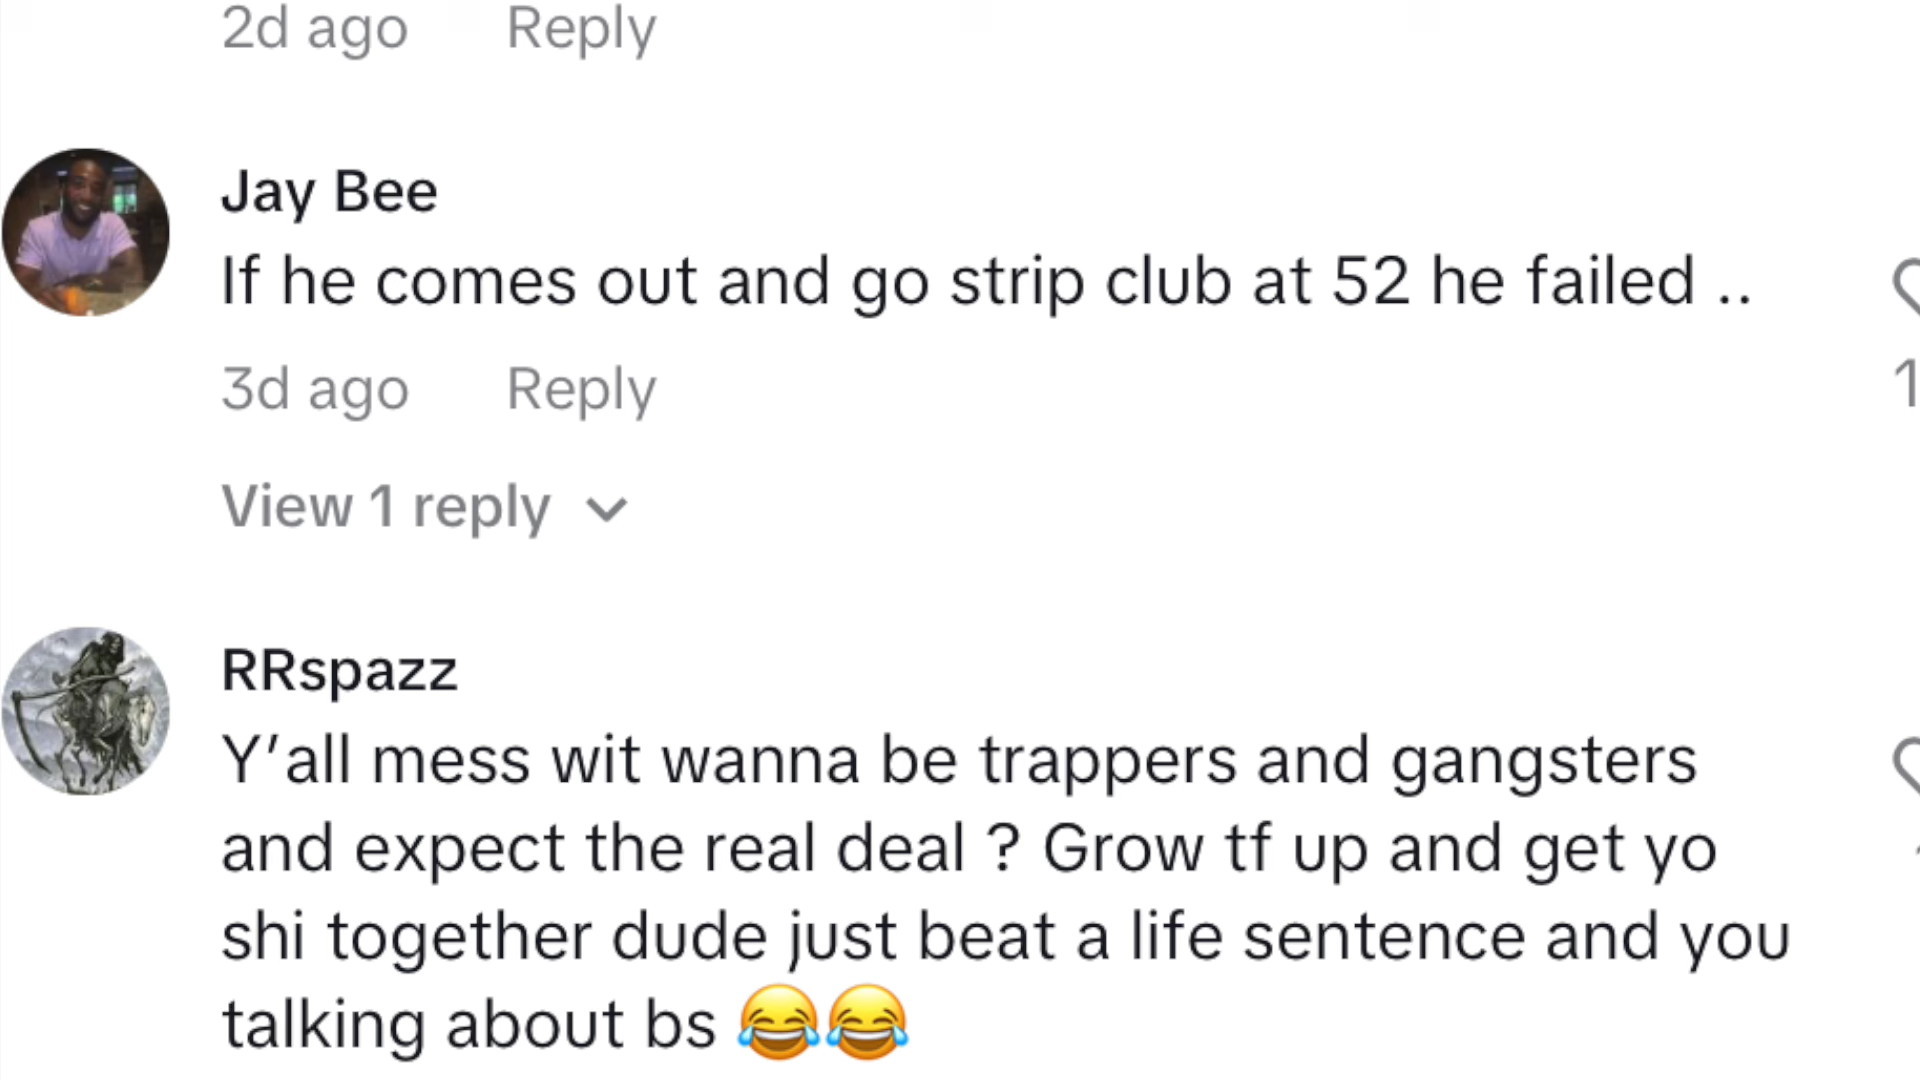 2d ago Reply
Jay Bee
If he comes out and go strip club at 52 he failed ..
3d ago Reply
1
View 1 reply
RRspazz
Y’all mess wit wanna be trappers and gangsters
and expect the real deal ? Grow tf up and get yo
shi together dude just beat a life sentence and you
talking about bs 😂😂